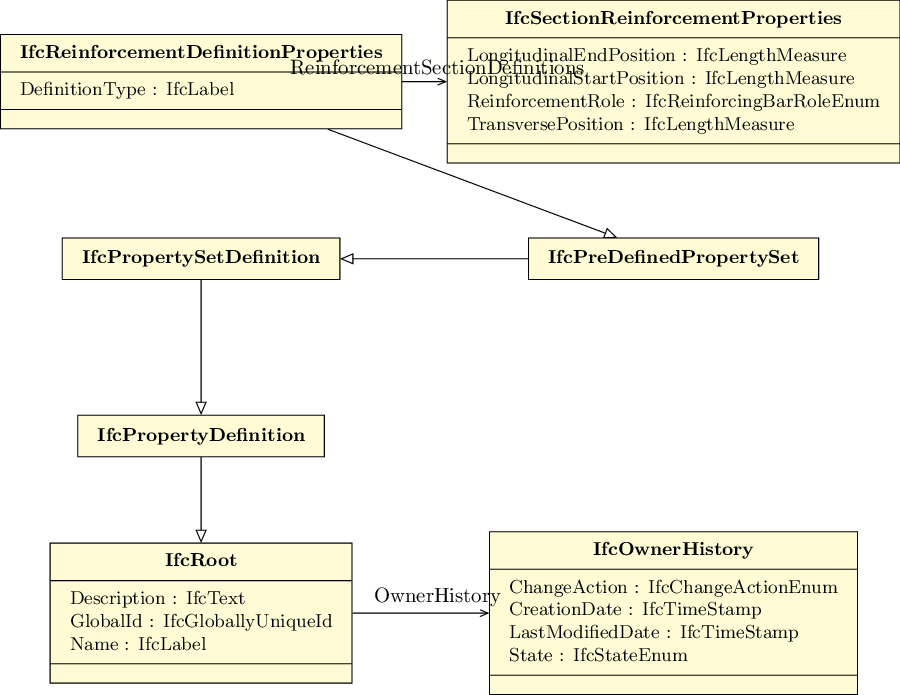 IfcReinforcementDefinitionProperties
DefinitionType : IfcLabel
ReinforcementSectionDefinitions
IfcSectionReinforcementProperties
LongitudinalEndPosition : IfcLengthMeasure
LongitudinalStartPosition : IfcLengthMeasure
ReinforcementRole : IfcReinforcingBarRoleEnum
TransversePosition : IfcLengthMeasure
IfcPropertySetDefinition
IfcPreDefinedPropertySet
IfcPropertyDefinition
IfcRoot
Description : IfcText
GlobalId : IfcGloballyUniqueId
Name : IfcLabel
OwnerHistory
IfcOwnerHistory
ChangeAction : IfcChangeActionEnum
CreationDate : IfcTimeStamp
LastModifiedDate : IfcTimeStamp
State : IfcStateEnum